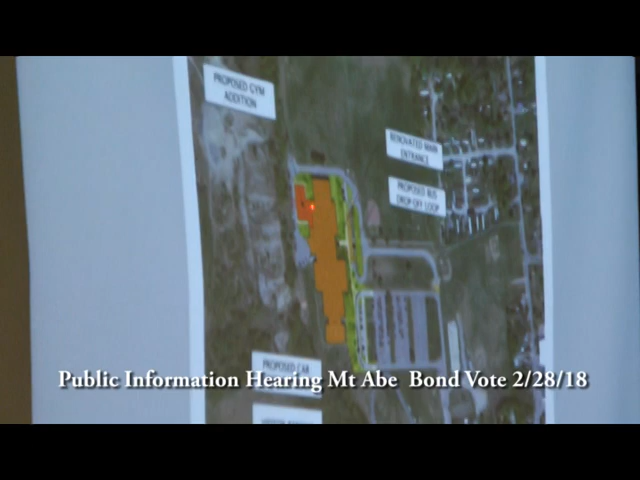 PROPOSED GYM
ADDITION
RENOVATED MAIN
ENTRANCE
PROPOSED BUS
DROP-OFF LOOP
PROPOSED CAR
Public Information Hearing Mt Abe Bond Vote 2/28/18